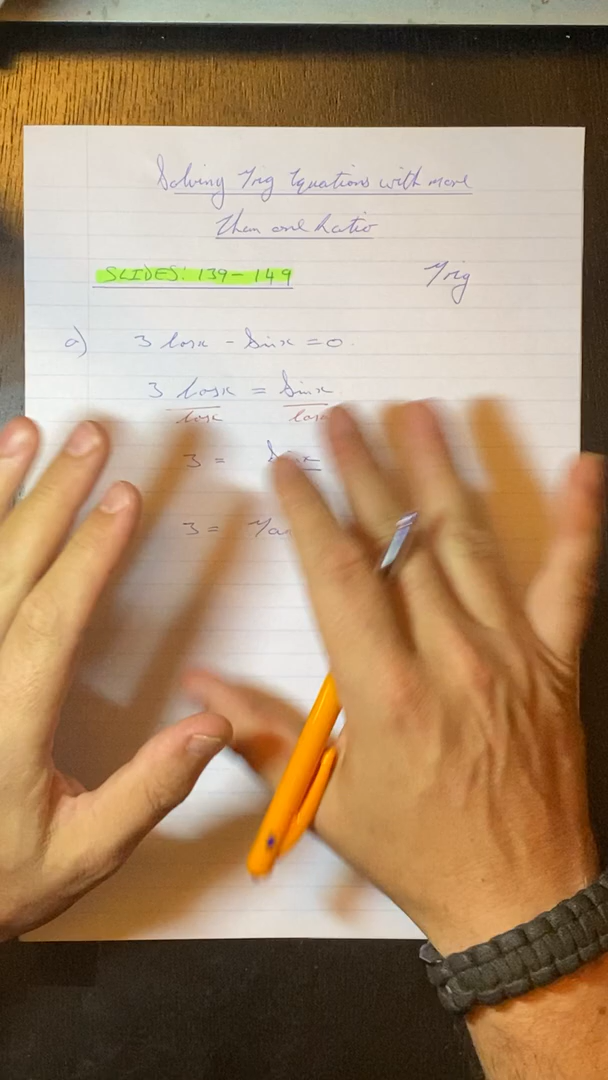 Solving Trig Equations with more
than one Ratio
SLIDES: 139-149
Trig
a) 3 Cosx - Sinx = 0
3 Cosx = Sinx
Cosx Cosx
3 =
3 =